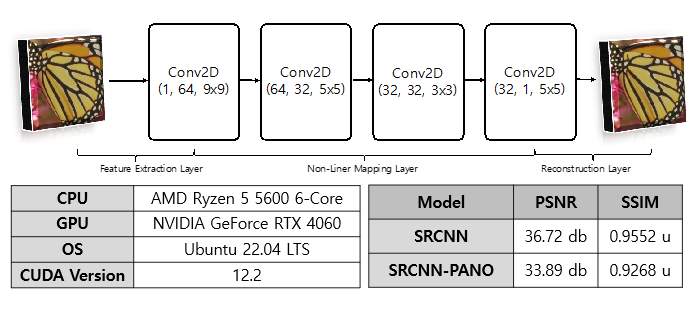 Conv2D
(1, 64, 9x9)
Conv2D
(64, 32, 5x5)
Conv2D
(32, 32, 3x3)
Conv2D
(32, 1, 5x5)
Feature Extraction Layer
Non-Liner Mapping Layer
Reconstruction Layer
CPU AMD Ryzen 5 5600 6-Core
GPU NVIDIA GeForce RTX 4060
OS Ubuntu 22.04 LTS
CUDA Version 12.2
Model PSNR SSIM
SRCNN 36.72 db 0.9552 u
SRCNN-PANO 33.89 db 0.9268 u